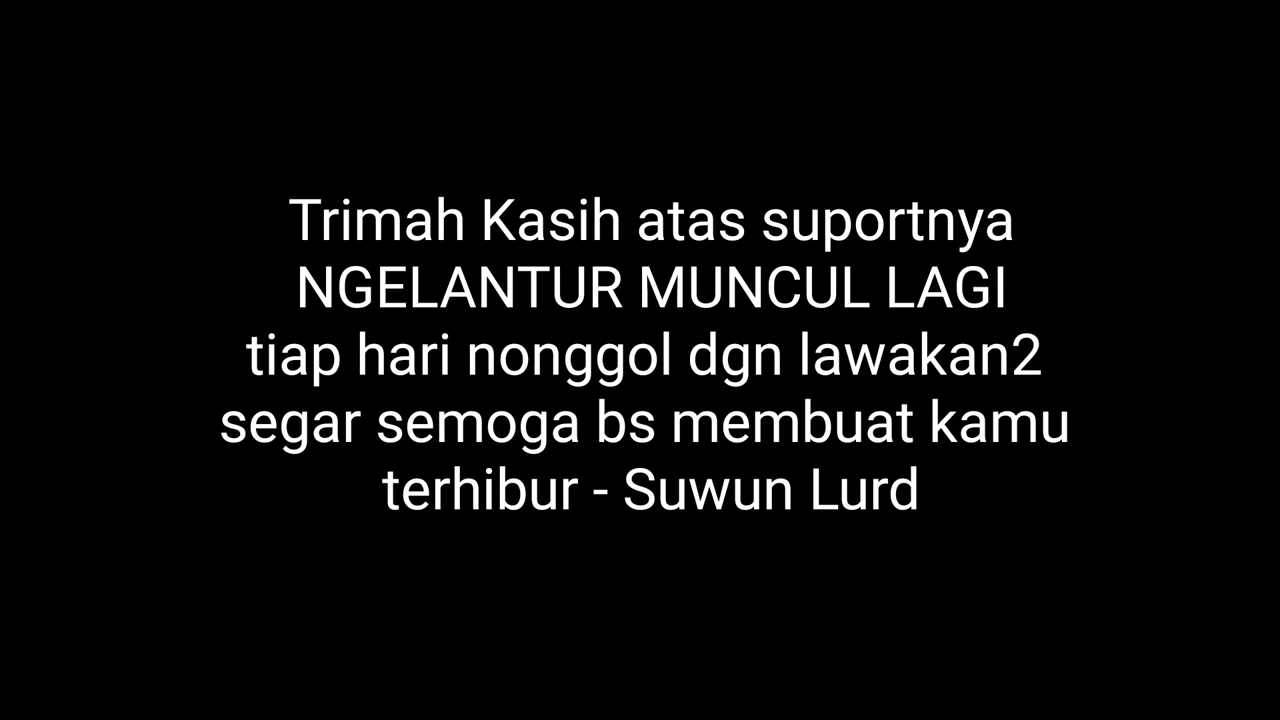 Trimah Kasih atas suportnya
NGELANTUR MUNCUL LAGI
tiap hari nonggol dgn lawakan2
segar semoga bs membuat kamu
terhibur - Suwun Lurd